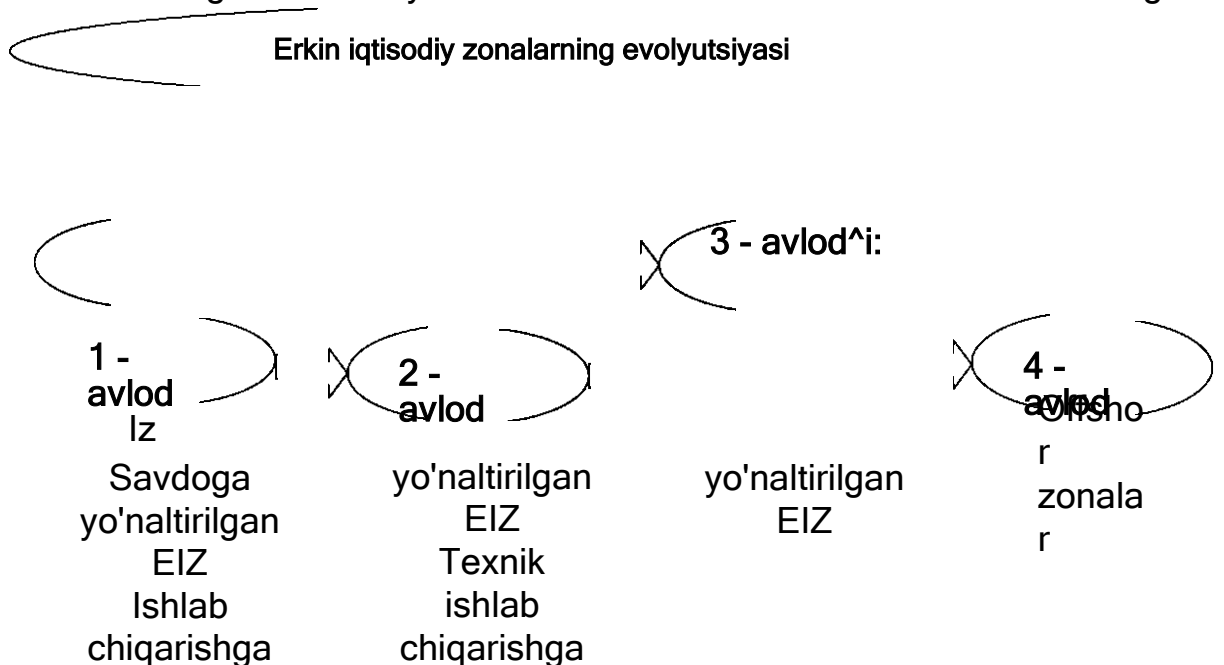 Erkin iqtisodiy zonalarning evolyutsiyasi
3 - avlod^i:
1 -
avlod
Iz
Savdoga
yo'naltirilgan
EIZ
Ishlab
chiqarishga
2 -
avlod
yo'naltirilgan
EIZ
Texnik
ishlab
chiqarishga
yo'naltirilgan
EIZ
4 -
avlod
Offsho
r
zonala
r